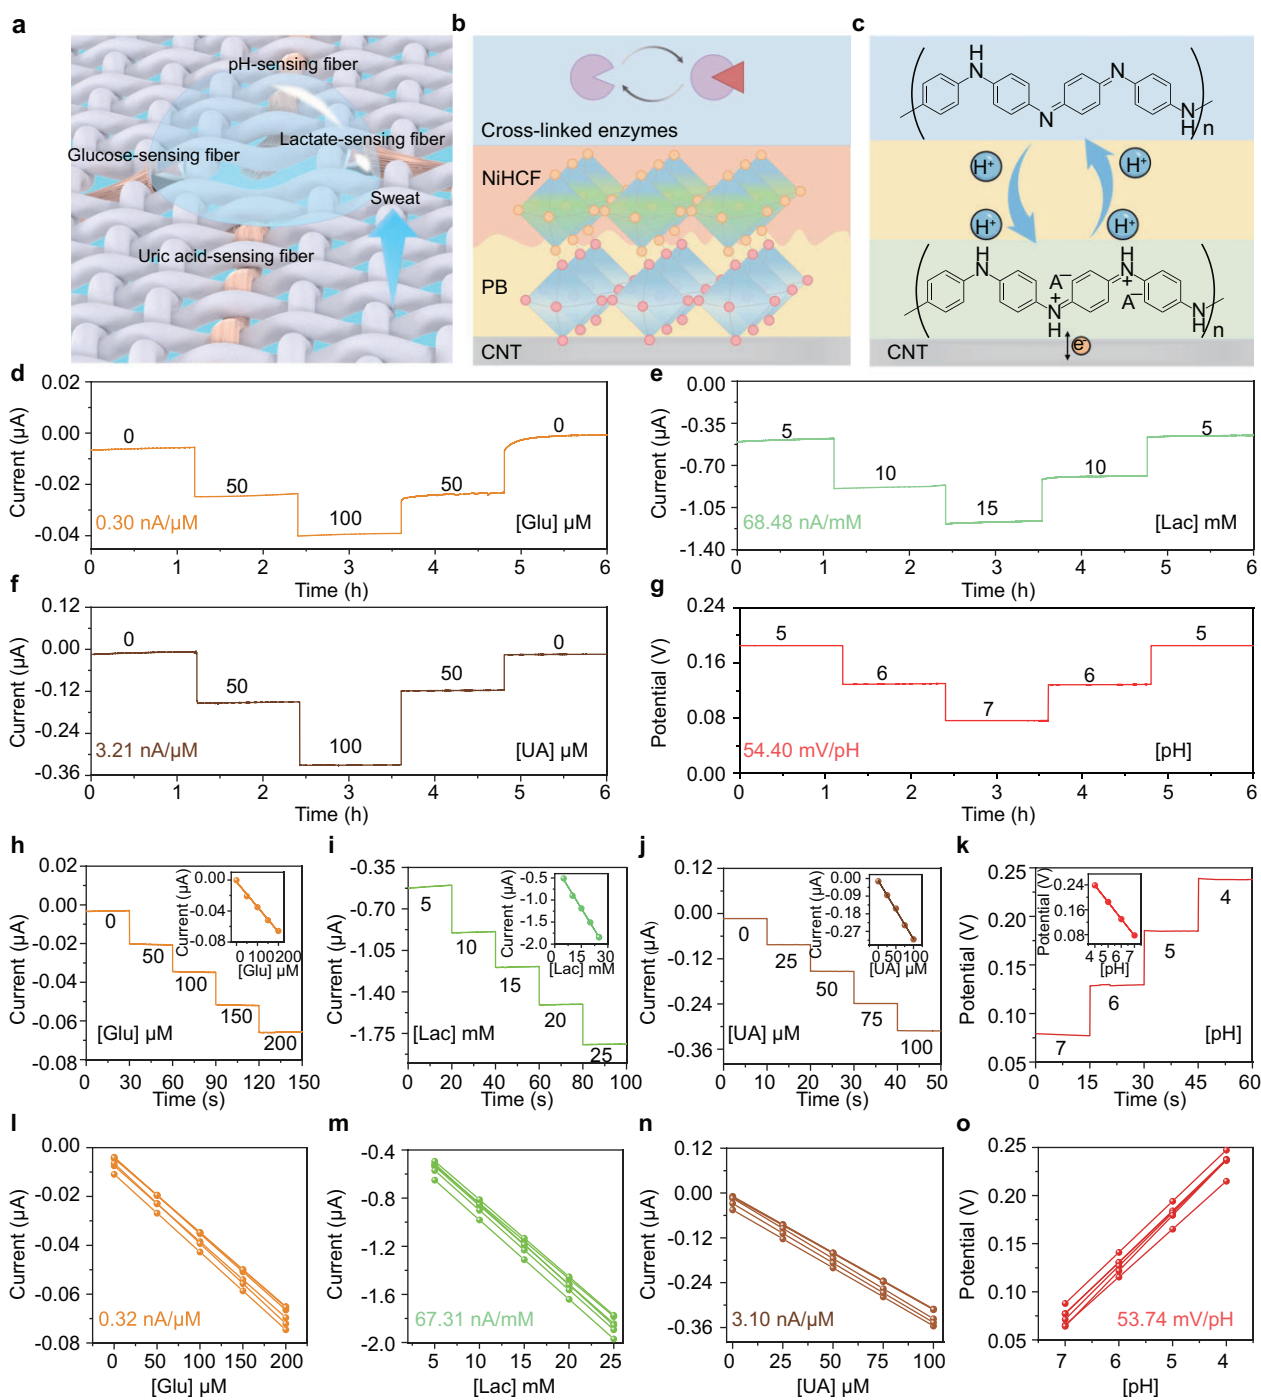 a
pH-sensing fiber
Lactate-sensing fiber
Glucose-sensing fiber
Sweat
Uric acid-sensing fiber
b
Cross-linked enzymes
NiHCF
PB
CNT
c
H
N
N
N
N
H
n
H+
H+
H+
H+
H
N
H
N
+
A−
A−
+
N
H
N
H
n
CNT
e−
d
Current (µA)
0.02
0.00
-0.02
-0.04
0
50
100
50
0
0.30 nA/µM
[Glu] µM
0 1 2 3 4 5 6
Time (h)
e
Current (µA)
0.00
-0.35
-0.70
-1.05
-1.40
5
10
15
10
5
68.48 nA/mM
[Lac] mM
0 1 2 3 4 5 6
Time (h)
f
Current (µA)
0.12
0.00
-0.12
-0.24
-0.36
0
50
100
50
0
3.21 nA/µM
[UA] µM
0 1 2 3 4 5 6
Time (h)
g
Potential (V)
0.24
0.16
0.08
0.00
5
6
7
6
5
54.40 mV/pH
[pH]
0 1 2 3 4 5 6
Time (h)
h
Current (µA)
0.02
0.00
-0.02
-0.04
-0.06
-0.08
0
50
100
150
200
[Glu] µM
0 30 60 90 120 150
Time (s)
Current (µA)
0.00
-0.04
-0.08
0 100 200
[Glu] µM
i
Current (µA)
-0.35
-0.70
-1.05
-1.40
-1.75
5
10
15
20
25
[Lac] mM
0 20 40 60 80 100
Time (s)
Current (µA)
-0.5
-1.0
-1.5
-2.0
0 15 30
[Lac] mM
j
Current (µA)
0.12
0.00
-0.12
-0.24
-0.36
0
25
50
75
100
[UA] µM
0 10 20 30 40 50
Time (s)
Current (µA)
0.00
-0.09
-0.18
-0.27
0 50 100
[UA] µM
k
Potential (V)
0.25
0.20
0.15
0.10
0.05
7
6
5
4
[pH]
0 15 30 45 60
Time (s)
Potential (V)
0.24
0.16
0.08
4 5 6 7
[pH]
l
Current (µA)
0.00
-0.02
-0.04
-0.06
-0.08
0.32 nA/µM
0 50 100 150 200
[Glu] µM
m
Current (µA)
-0.4
-0.8
-1.2
-1.6
-2.0
67.31 nA/mM
5 10 15 20 25
[Lac] mM
n
Current (µA)
0.12
0.00
-0.12
-0.24
-0.36
3.10 nA/µM
0 25 50 75 100
[UA] µM
o
Potential (V)
0.25
0.20
0.15
0.10
0.05
53.74 mV/pH
7 6 5 4
[pH]